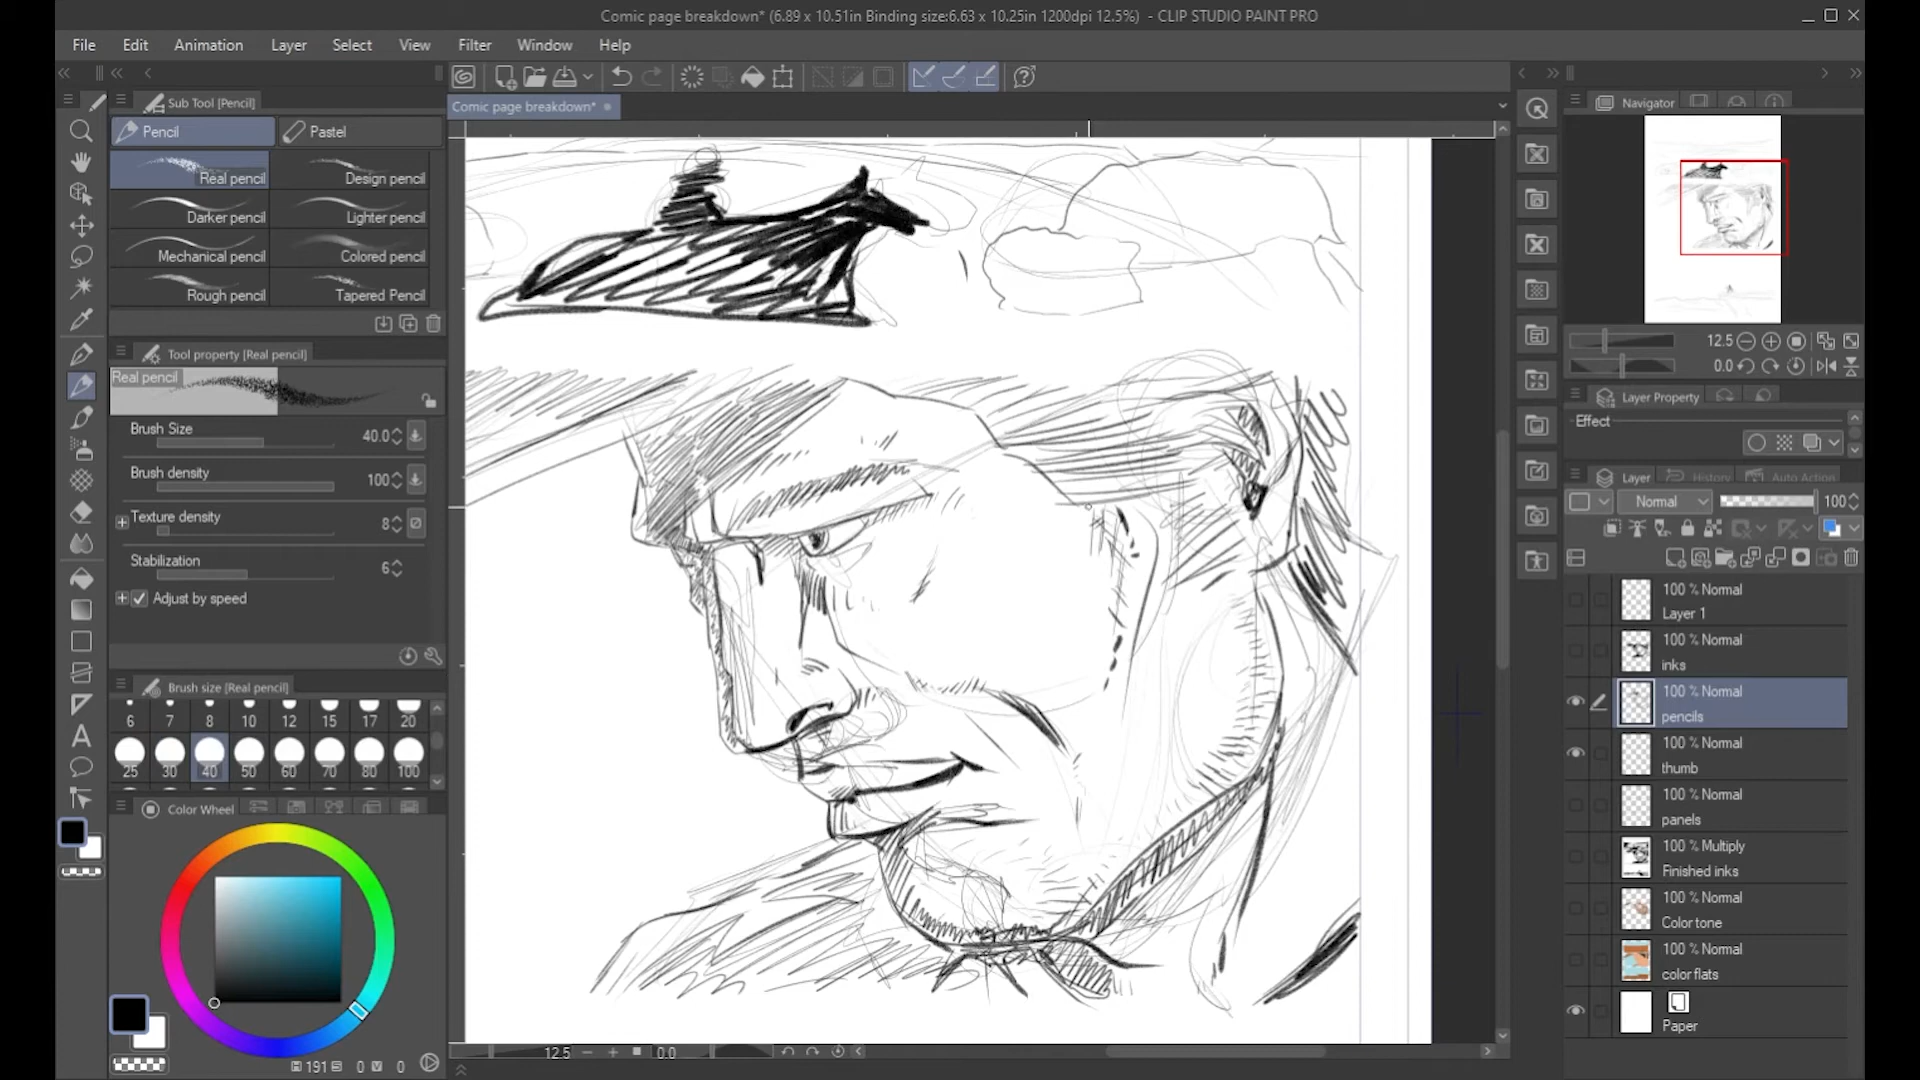 Comic page breakdown* (6.89 x 10.51in Binding size:6.63 x 10.25in 1200dpi 12.5%) - CLIP STUDIO PAINT PRO
File Edit Animation Layer Select View Filter Window Help
Sub Tool [Pencil]
Pencil Pastel
Real pencil Design pencil
Darker pencil Lighter pencil
Mechanical pencil Colored pencil
Rough pencil Tapered Pencil
Tool property [Real pencil]
Real pencil
Brush Size 40.0
Brush density 100
Texture density 8
Stabilization 6
Adjust by speed
Brush size [Real pencil]
6 7 8 10 12 15 17 20
25 30 40 50 60 70 80 100
Color Wheel
H 191 S 0 V 0
Comic page breakdown*
12.5 0.0
Navigator
12.5
0.0
Layer Property
Effect
Layer History Auto Action
Normal 100
100 % Normal
Layer 1
100 % Normal
inks
100 % Normal
pencils
100 % Normal
thumb
100 % Normal
panels
100 % Multiply
Finished inks
100 % Normal
Color tone
100 % Normal
color flats
Paper